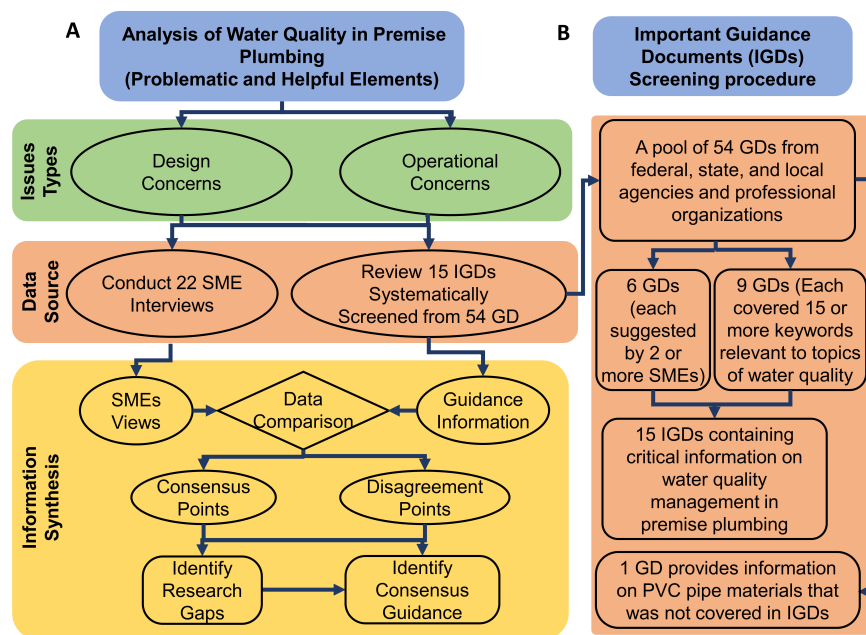 A
Analysis of Water Quality in Premise
Plumbing
(Problematic and Helpful Elements)
Issues
Types
Design
Concerns
Operational
Concerns
Data
Source
Conduct 22 SME
Interviews
Review 15 IGDs
Systematically
Screened from 54 GD
Information
Synthesis
SMEs
Views
Data
Comparison
Guidance
Information
Consensus
Points
Disagreement
Points
Identify
Research
Gaps
Identify
Consensus
Guidance
B
Important Guidance
Documents (IGDs)
Screening procedure
A pool of 54 GDs from
federal, state, and local
agencies and professional
organizations
6 GDs
(each
suggested
by 2 or
more SMEs)
9 GDs (Each
covered 15 or
more keywords
relevant to topics
of water quality)
15 IGDs containing
critical information on
water quality
management in
premise plumbing
1 GD provides information
on PVC pipe materials that
was not covered in IGDs